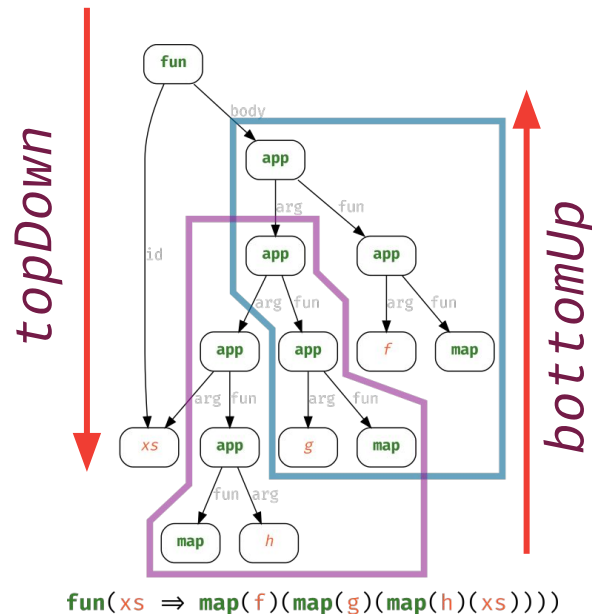 topDown
bottomUp
fun
body
app
arg fun
id
app app
arg fun arg fun
app app f map
arg fun arg fun
xs app g map
fun arg
map h
fun(xs ⇒ map(f)(map(g)(map(h)(xs))))